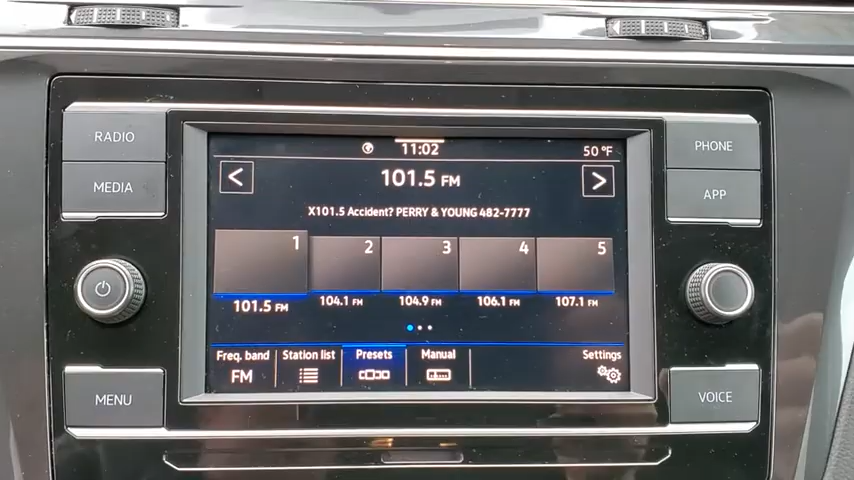 RADIO
MEDIA
MENU
11:02
50 °F
<
101.5 FM
>
X101.5 Accident? PERRY & YOUNG 482-7777
1
2
3
4
5
101.5 FM
104.1 FM
104.9 FM
106.1 FM
107.1 FM
Freq. band
FM
Station list
Presets
Manual
Settings
PHONE
APP
VOICE